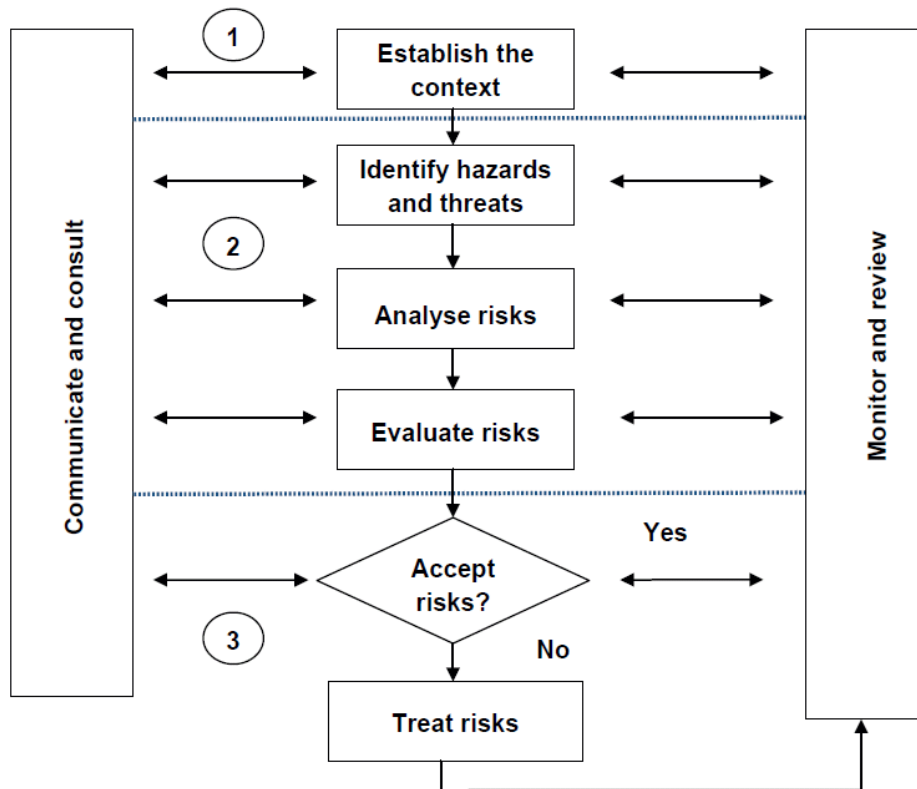 1
Establish the
context
Identify hazards
and threats
2
Analyse risks
Evaluate risks
Communicate and consult
Monitor and review
Accept
risks?
Yes
3
No
Treat risks